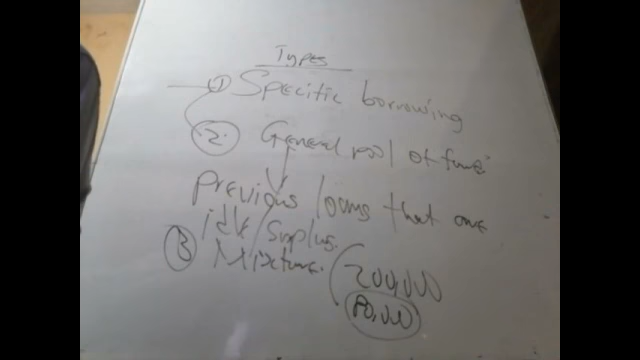 Types
① Specific borrowing
②. General pool of funds
previous loans that are
idle/surplus.
③ Mixture.
200,000
80,000